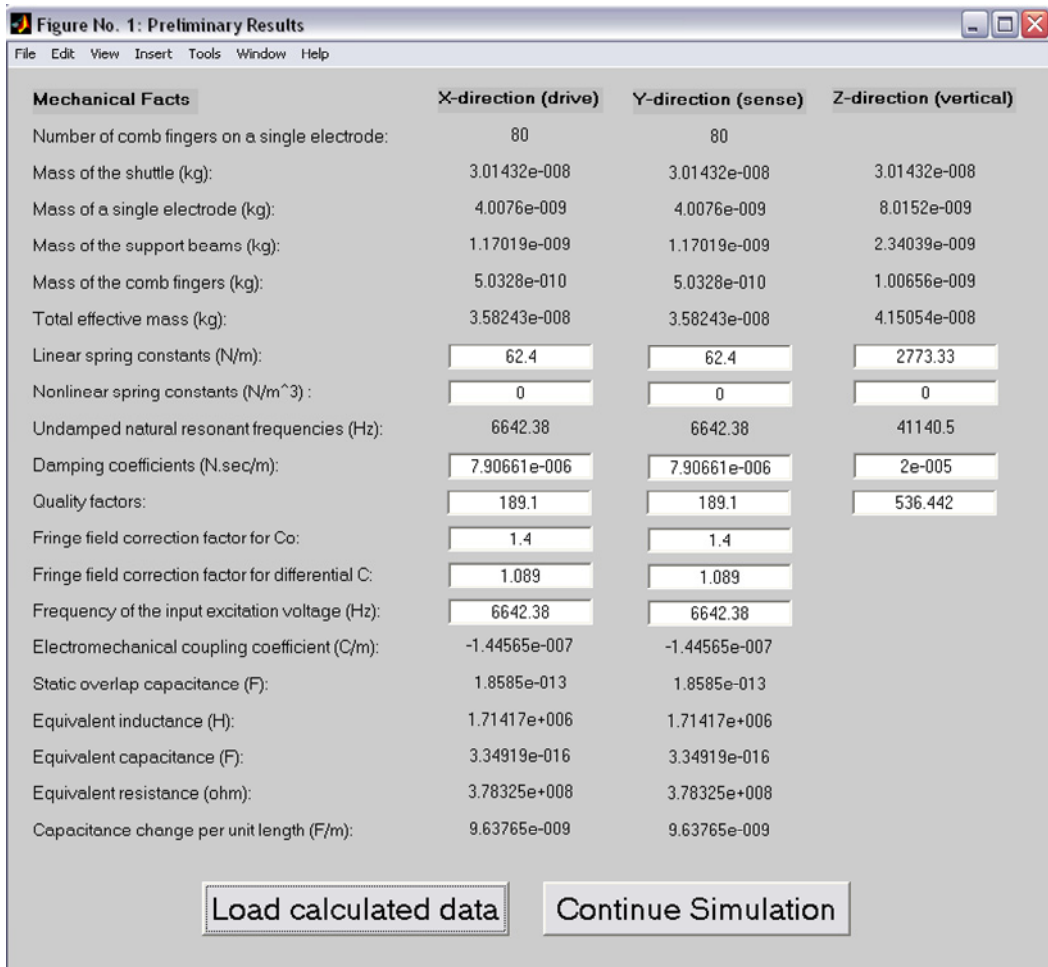 Figure No. 1: Preliminary Results
File Edit View Insert Tools Window Help
Mechanical Facts X-direction (drive) Y-direction (sense) Z-direction (vertical)
Number of comb fingers on a single electrode: 80 80
Mass of the shuttle (kg): 3.01432e-008 3.01432e-008 3.01432e-008
Mass of a single electrode (kg): 4.0076e-009 4.0076e-009 8.0152e-009
Mass of the support beams (kg): 1.17019e-009 1.17019e-009 2.34039e-009
Mass of the comb fingers (kg): 5.0328e-010 5.0328e-010 1.00656e-009
Total effective mass (kg): 3.58243e-008 3.58243e-008 4.15054e-008
Linear spring constants (N/m): 62.4 62.4 2773.33
Nonlinear spring constants (N/m^3) : 0 0 0
Undamped natural resonant frequencies (Hz): 6642.38 6642.38 41140.5
Damping coefficients (N.sec/m): 7.90661e-006 7.90661e-006 2e-005
Quality factors: 189.1 189.1 536.442
Fringe field correction factor for Co: 1.4 1.4
Fringe field correction factor for differential C: 1.089 1.089
Frequency of the input excitation voltage (Hz): 6642.38 6642.38
Electromechanical coupling coefficient (C/m): -1.44565e-007 -1.44565e-007
Static overlap capacitance (F): 1.8585e-013 1.8585e-013
Equivalent inductance (H): 1.71417e+006 1.71417e+006
Equivalent capacitance (F): 3.34919e-016 3.34919e-016
Equivalent resistance (ohm): 3.78325e+008 3.78325e+008
Capacitance change per unit length (F/m): 9.63765e-009 9.63765e-009
Load calculated data Continue Simulation